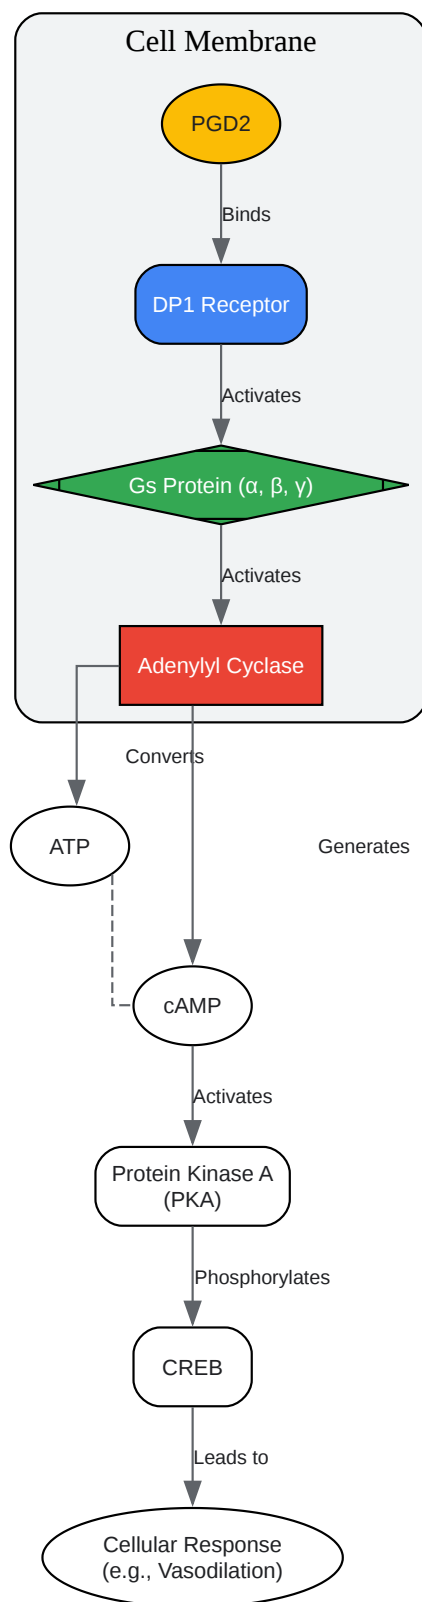 Cell Membrane
PGD2
Binds
DP1 Receptor
Activates
Gs Protein (α, β, γ)
Activates
Adenylyl Cyclase
Converts
ATP
Generates
cAMP
Activates
Protein Kinase A
(PKA)
Phosphorylates
CREB
Leads to
Cellular Response
(e.g., Vasodilation)